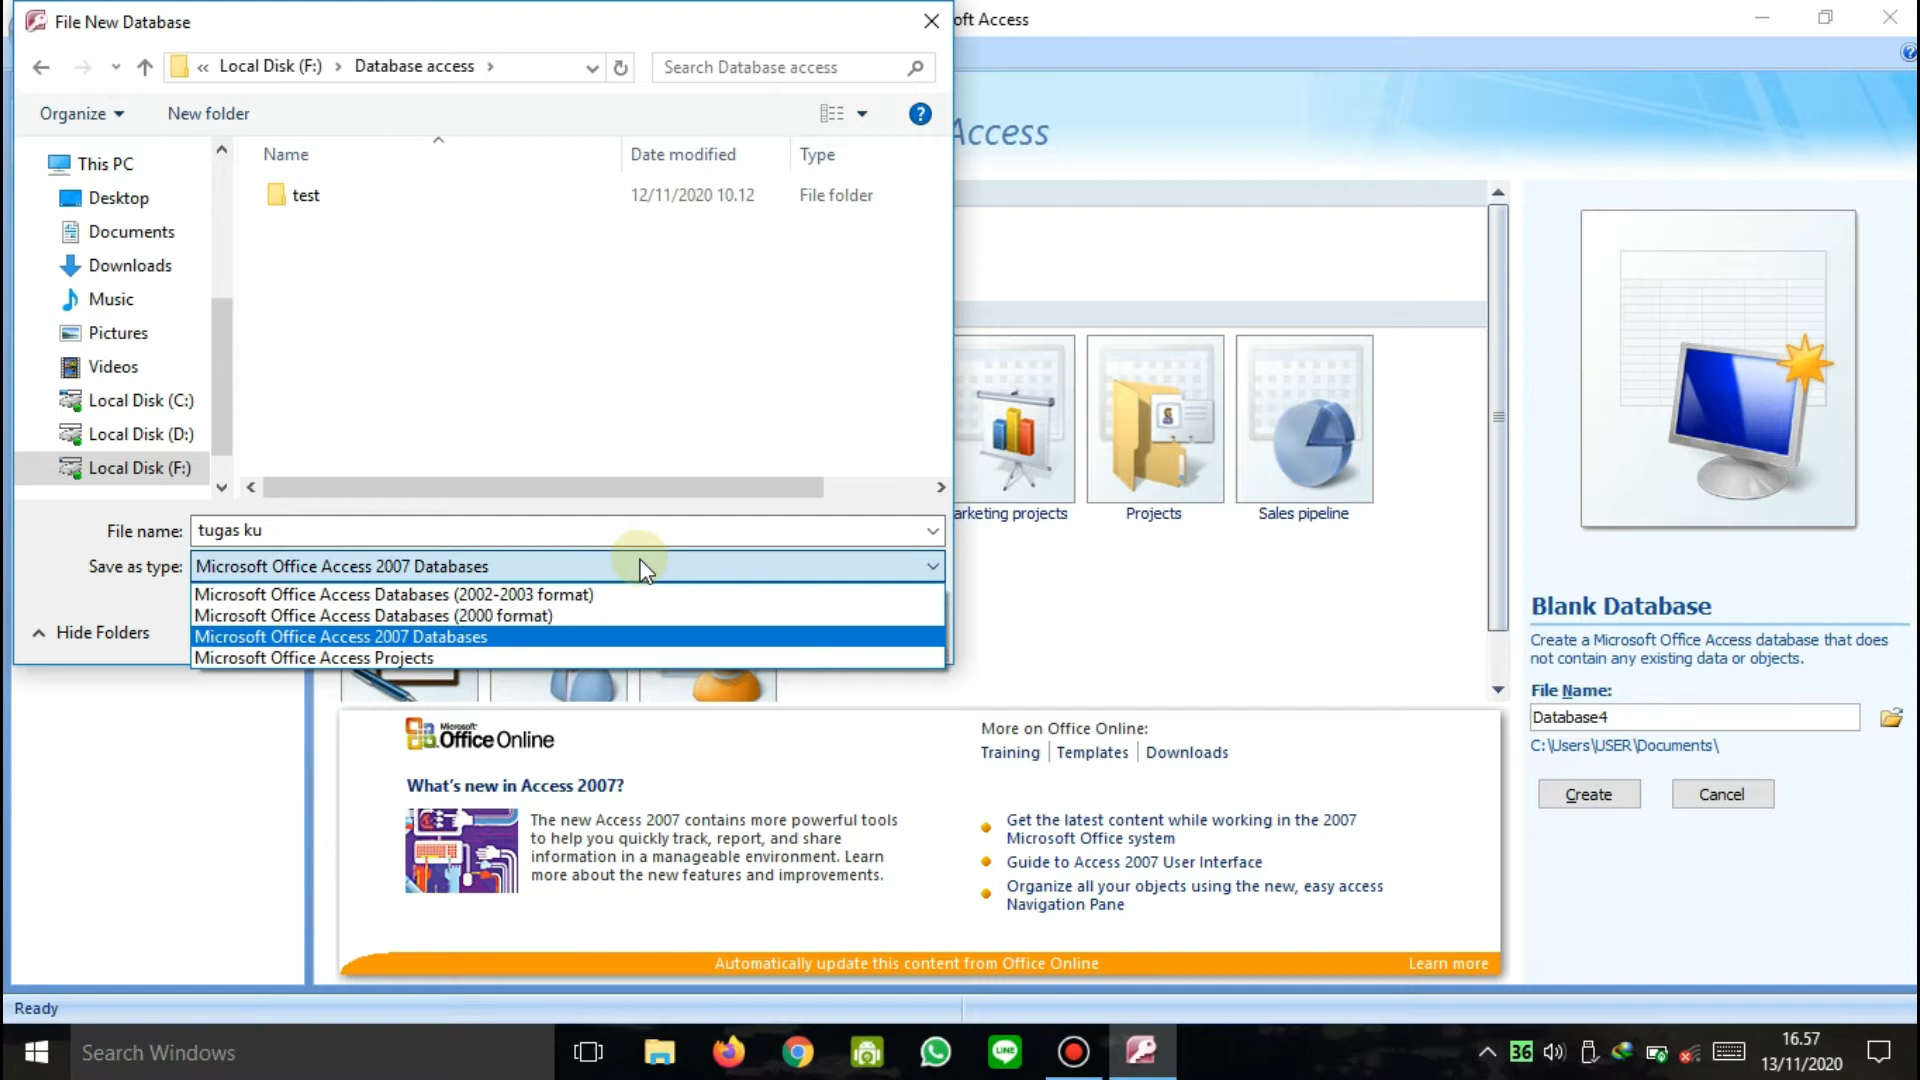 File New Database
oft Access
« Local Disk (F:) › Database access ›
Search Database access
Organize
New folder
Access
Name
Date modified
Type
This PC
Desktop
Documents
Downloads
Music
Pictures
Videos
Local Disk (C:)
Local Disk (D:)
Local Disk (F:)
test
12/11/2020 10.12
File folder
File name:
tugas ku
Save as type:
Microsoft Office Access 2007 Databases
Microsoft Office Access Databases (2002-2003 format)
Microsoft Office Access Databases (2000 format)
Microsoft Office Access 2007 Databases
Microsoft Office Access Projects
Hide Folders
arketing projects
Projects
Sales pipeline
Blank Database
Create a Microsoft Office Access database that does
not contain any existing data or objects.
File Name:
Database4
C:\Users\USER\Documents\
Create
Cancel
Microsoft
Office Online
More on Office Online:
Training
Templates
Downloads
What's new in Access 2007?
The new Access 2007 contains more powerful tools
to help you quickly track, report, and share
information in a manageable environment. Learn
more about the new features and improvements.
Get the latest content while working in the 2007
Microsoft Office system
Guide to Access 2007 User Interface
Organize all your objects using the new, easy access
Navigation Pane
Automatically update this content from Office Online
Learn more
Ready
Search Windows
LINE
36
16.57
13/11/2020